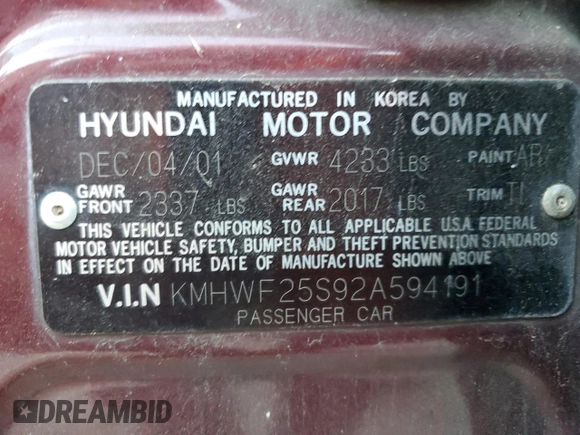 MANUFACTURED IN KOREA BY
HYUNDAI MOTOR COMPANY
DEC/04/01 GVWR 4233 LBS PAINT AR
GAWR FRONT 2337 LBS GAWR REAR 2017 LBS TRIM TI
THIS VEHICLE CONFORMS TO ALL APPLICABLE U.S.A. FEDERAL
MOTOR VEHICLE SAFETY, BUMPER AND THEFT PREVENTION STANDARDS
IN EFFECT ON THE DATE OF MANUFACTURE SHOWN ABOVE
V.I.N KMHWF25S92A594191
PASSENGER CAR
DREAMBID